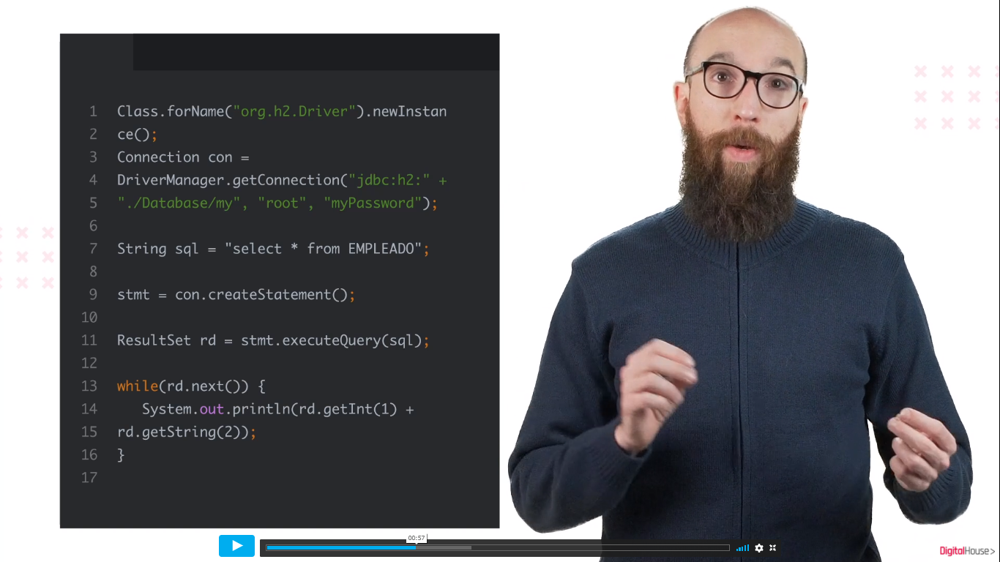 1 Class.forName("org.h2.Driver").newInstan
2 ce();
3 Connection con =
4 DriverManager.getConnection("jdbc:h2:" +
5 "./Database/my", "root", "myPassword");
6
7 String sql = "select * from EMPLEADO";
8
9 stmt = con.createStatement();
10
11 ResultSet rd = stmt.executeQuery(sql);
12
13 while(rd.next()) {
14 System.out.println(rd.getInt(1) +
15 rd.getString(2));
16 }
17
00:57
DigitalHouse>